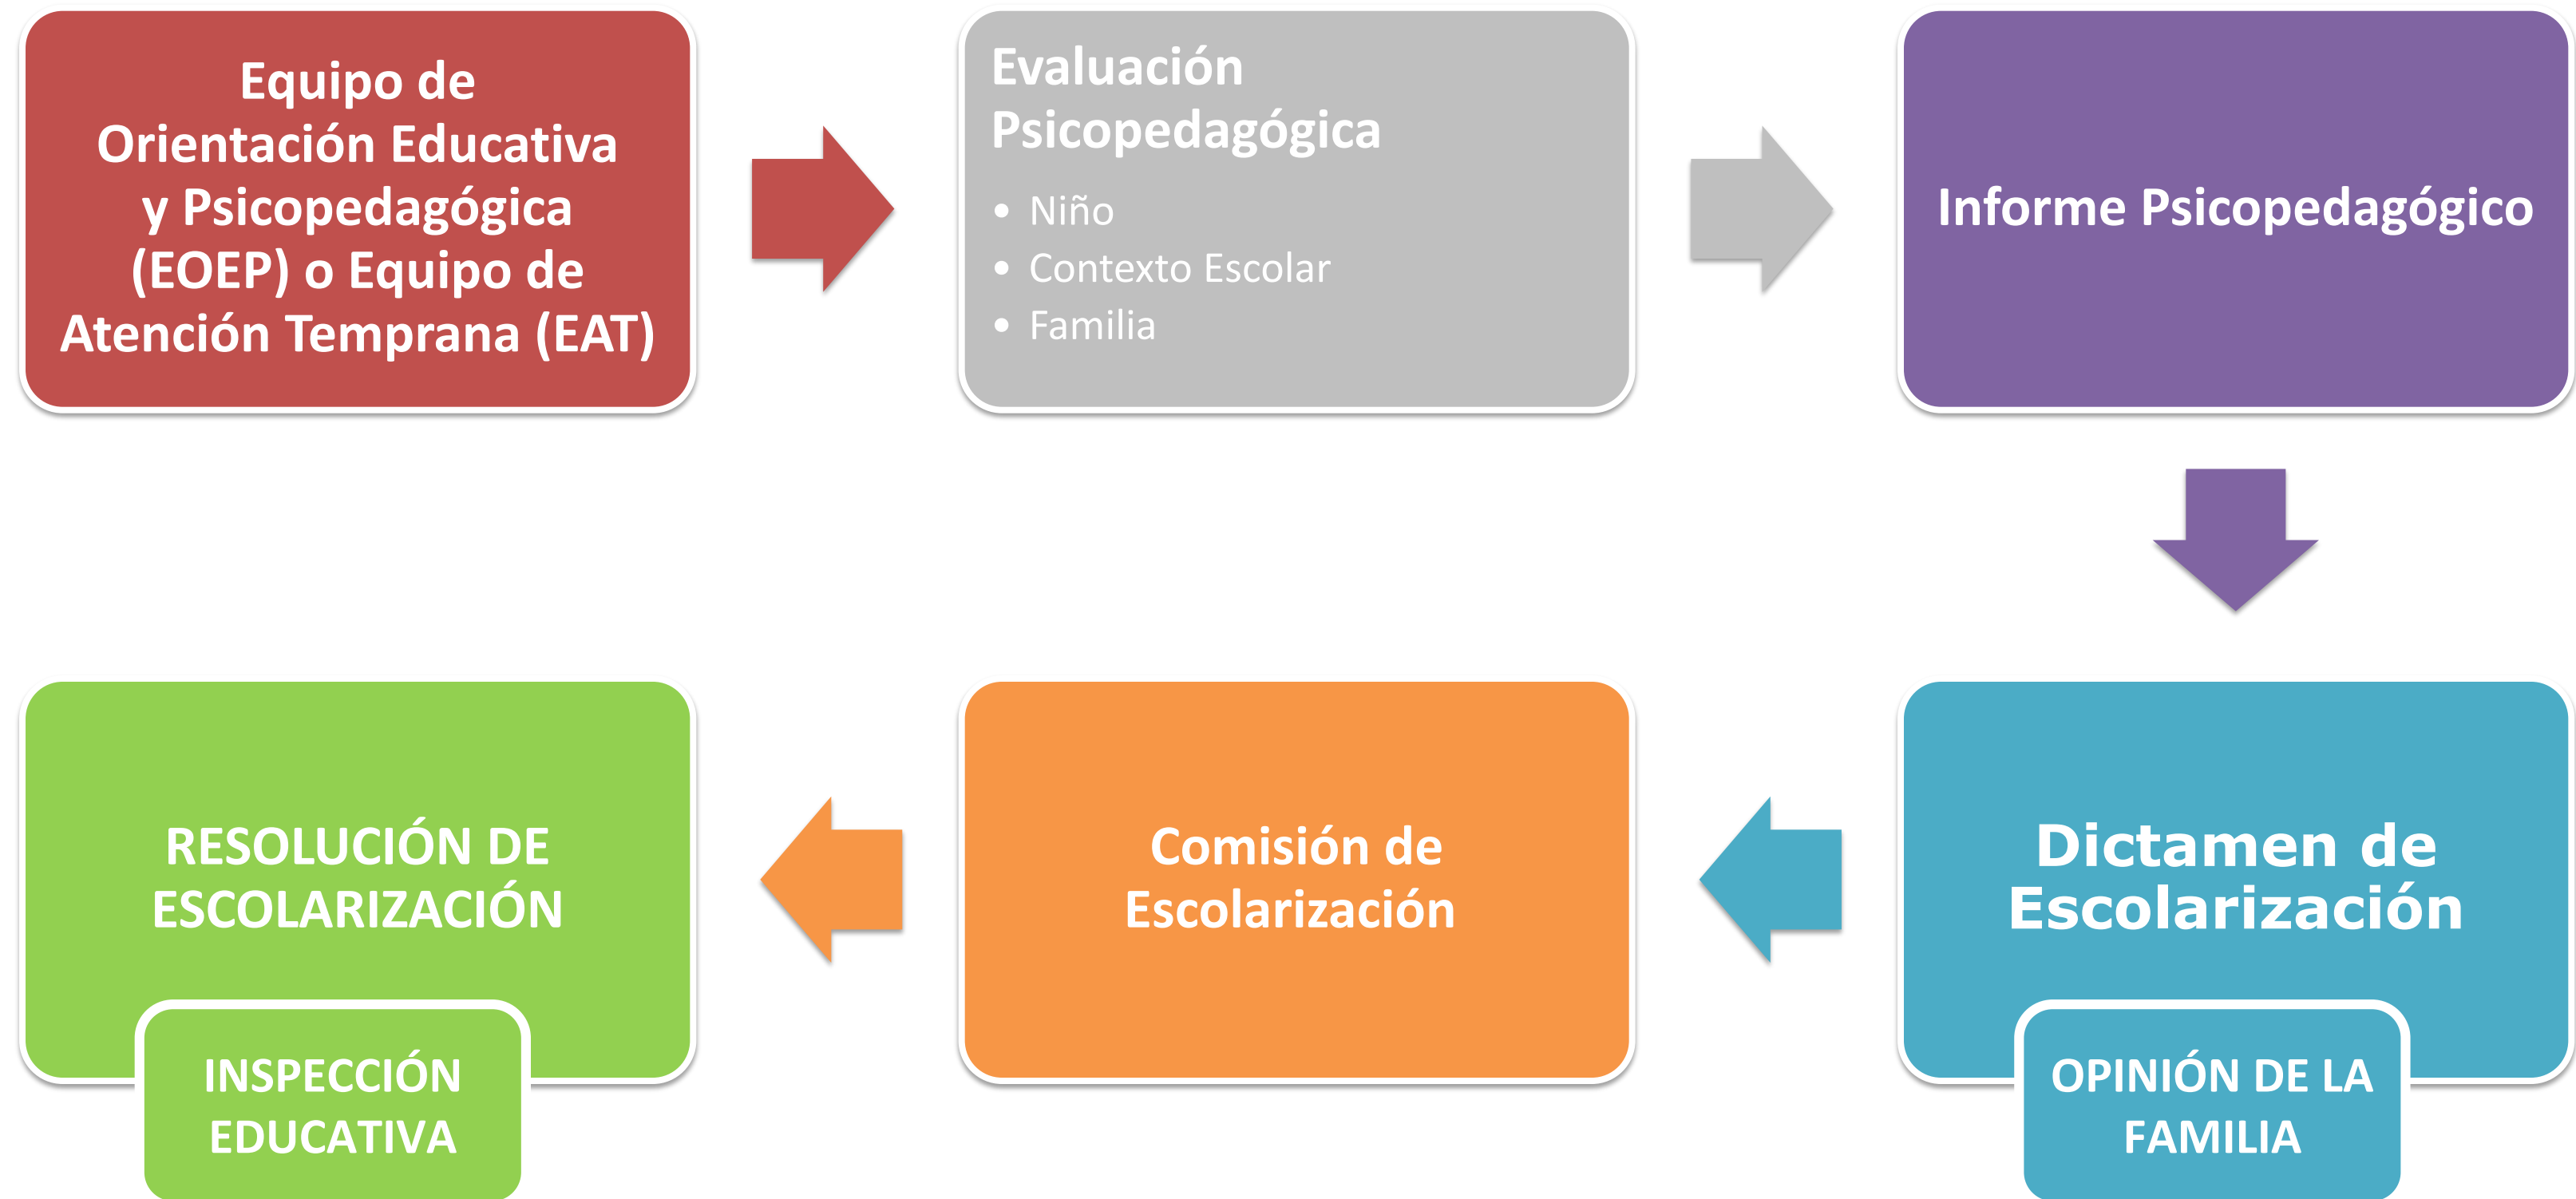 Equipo de
Orientación Educativa
y Psicopedagógica
(EOEP) o Equipo de
Atención Temprana (EAT)
Evaluación
Psicopedagógica
• Niño
• Contexto Escolar
• Familia
Informe Psicopedagógico
Dictamen de
Escolarización
OPINIÓN DE LA
FAMILIA
Comisión de
Escolarización
RESOLUCIÓN DE
ESCOLARIZACIÓN
INSPECCIÓN
EDUCATIVA